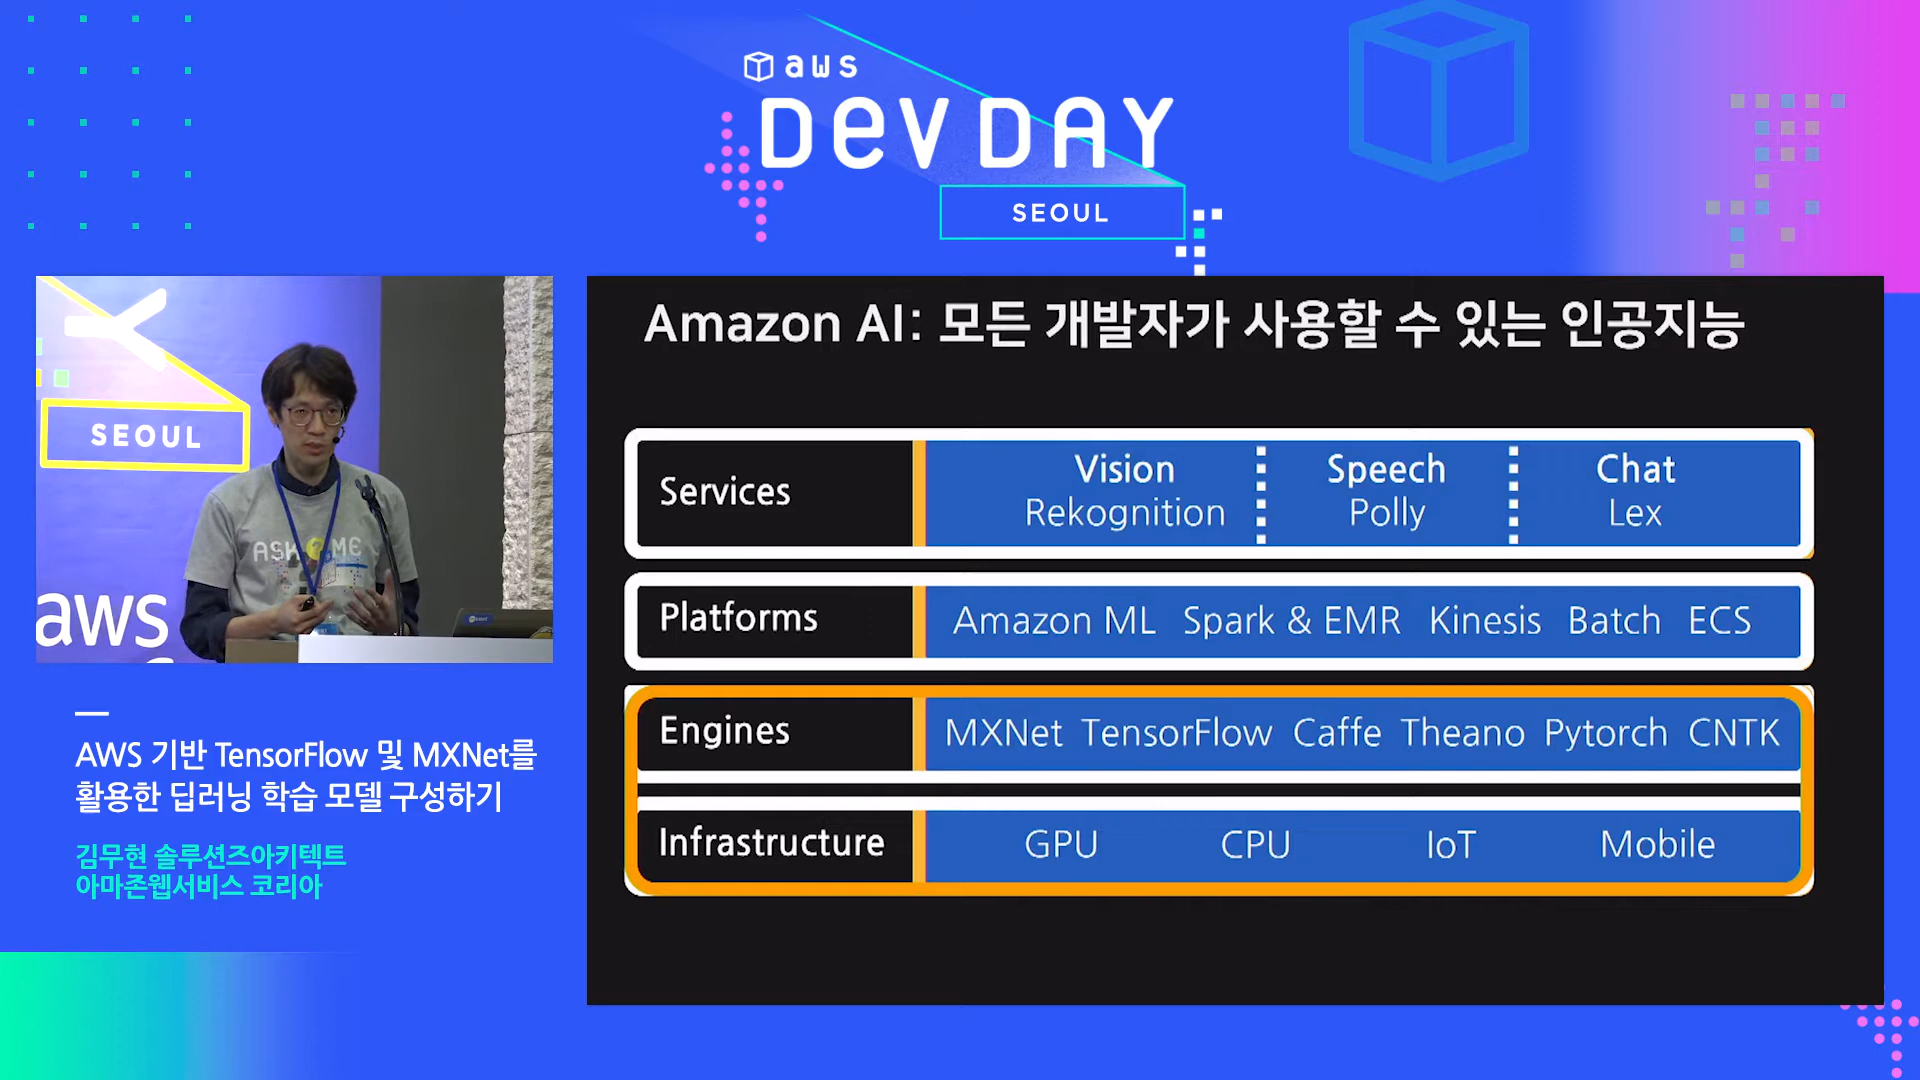 aws
DEV DAY
SEOUL
SEOUL
ASK ME
aws
AWS 기반 TensorFlow 및 MXNet를
활용한 딥러닝 학습 모델 구성하기
김무현 솔루션즈아키텍트
아마존웹서비스 코리아
Amazon AI: 모든 개발자가 사용할 수 있는 인공지능
Services
Vision
Rekognition
Speech
Polly
Chat
Lex
Platforms
Amazon ML Spark & EMR Kinesis Batch ECS
Engines
MXNet TensorFlow Caffe Theano Pytorch CNTK
Infrastructure
GPU CPU IoT Mobile